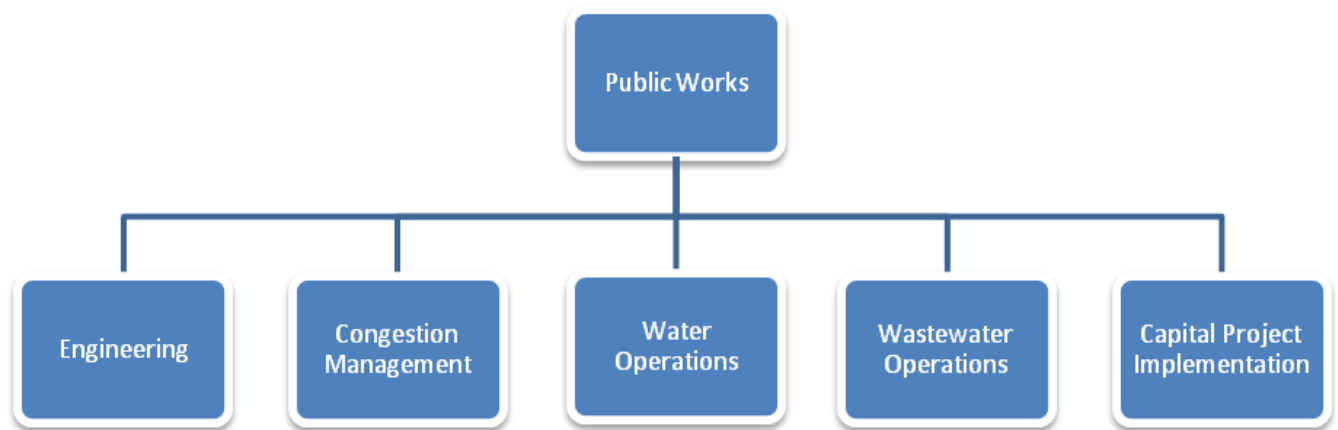 Public Works
Engineering
Congestion
Management
Water
Operations
Wastewater
Operations
Capital Project
Implementation